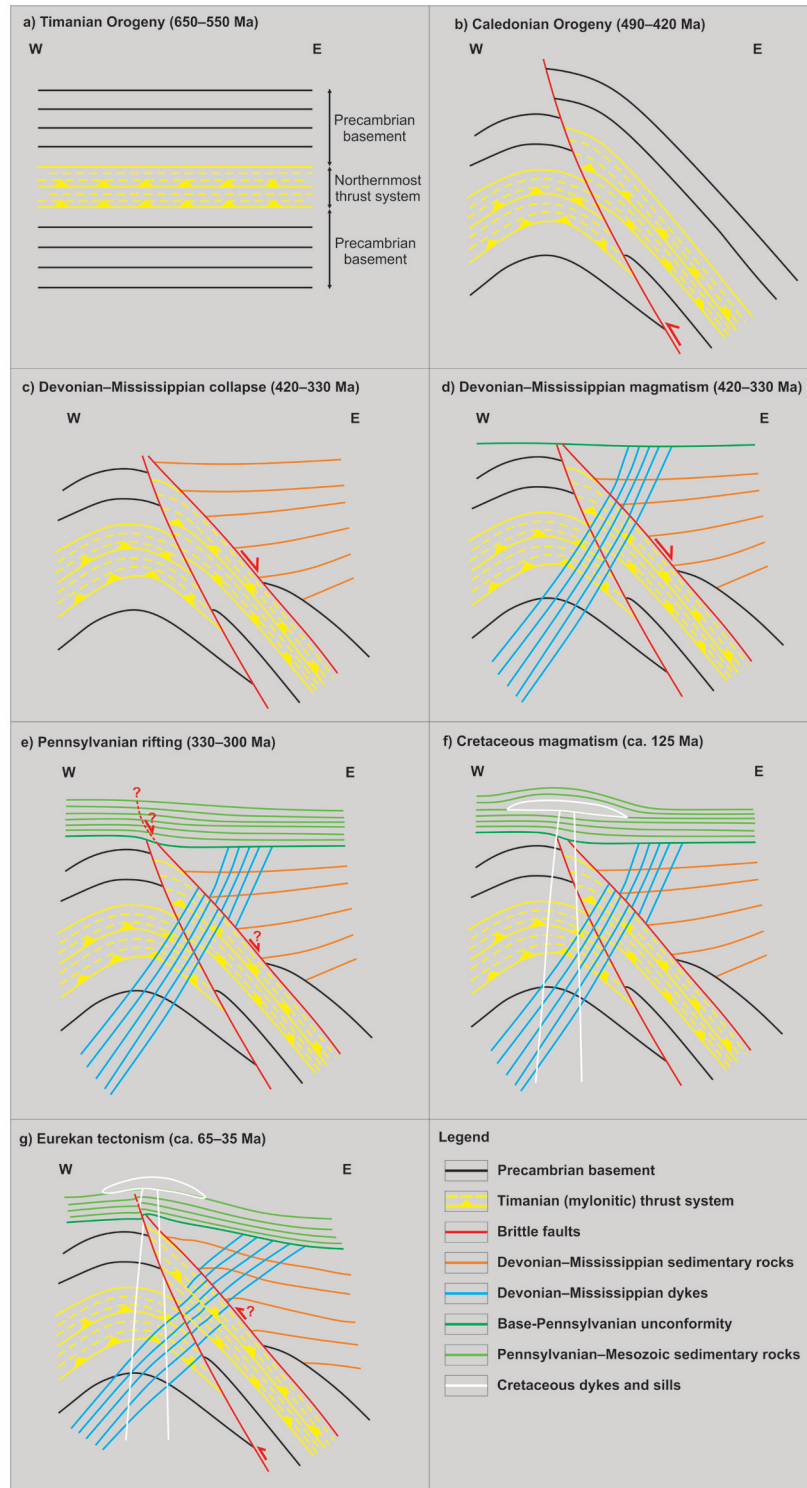 a) Timanian Orogeny (650–550 Ma)
W
E
Precambrian
basement
Northernmost
thrust system
Precambrian
basement
b) Caledonian Orogeny (490–420 Ma)
W
E
c) Devonian–Mississippian collapse (420–330 Ma)
W
E
d) Devonian–Mississippian magmatism (420–330 Ma)
W
E
e) Pennsylvanian rifting (330–300 Ma)
W
E
?
?
?
f) Cretaceous magmatism (ca. 125 Ma)
W
E
g) Eurekan tectonism (ca. 65–35 Ma)
W
E
?
Legend
Precambrian basement
Timanian (mylonitic) thrust system
Brittle faults
Devonian–Mississippian sedimentary rocks
Devonian–Mississippian dykes
Base-Pennsylvanian unconformity
Pennsylvanian–Mesozoic sedimentary rocks
Cretaceous dykes and sills